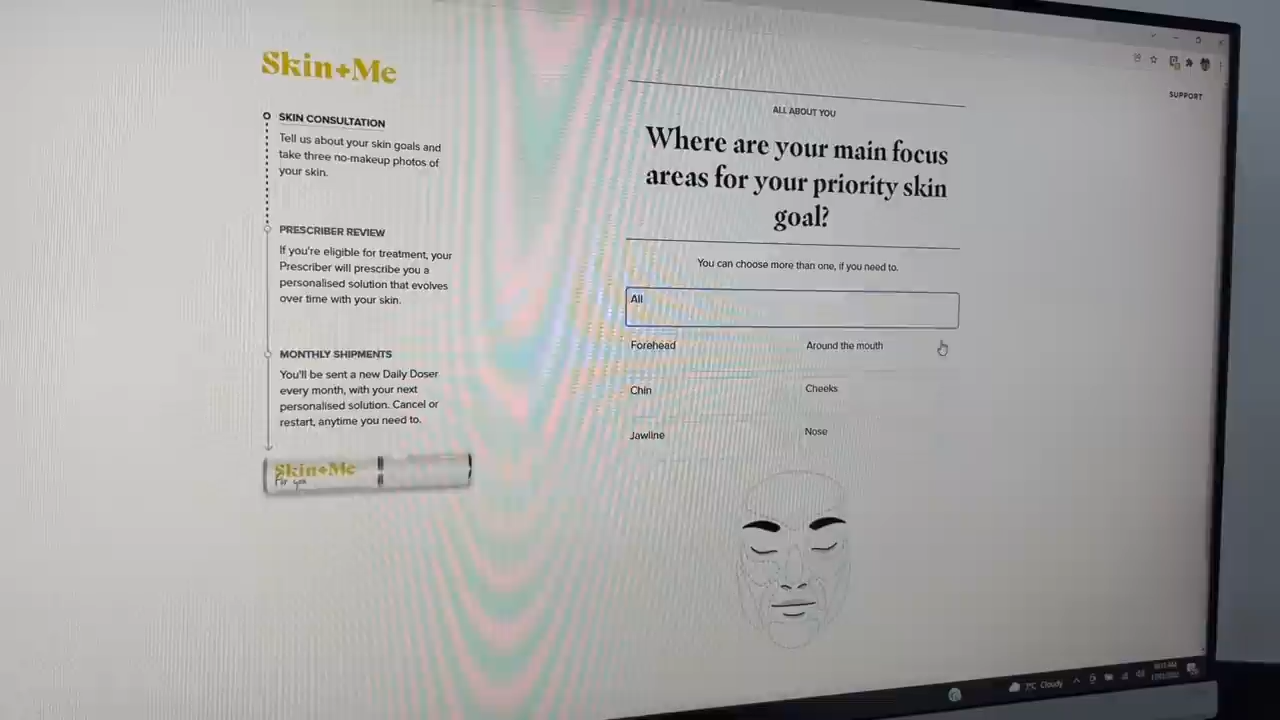 Skin+Me
SKIN CONSULTATION
Tell us about your skin goals and
take three no-makeup photos of
your skin.
PRESCRIBER REVIEW
If you're eligible for treatment, your
Prescriber will prescribe you a
personalised solution that evolves
over time with your skin.
MONTHLY SHIPMENTS
You'll be sent a new Daily Doser
every month, with your next
personalised solution. Cancel or
restart, anytime you need to.
Skin+Me
For you
SUPPORT
ALL ABOUT YOU
Where are your main focus
areas for your priority skin
goal?
You can choose more than one, if you need to.
All
Forehead
Around the mouth
Chin
Cheeks
Jawline
Nose
7°C Cloudy